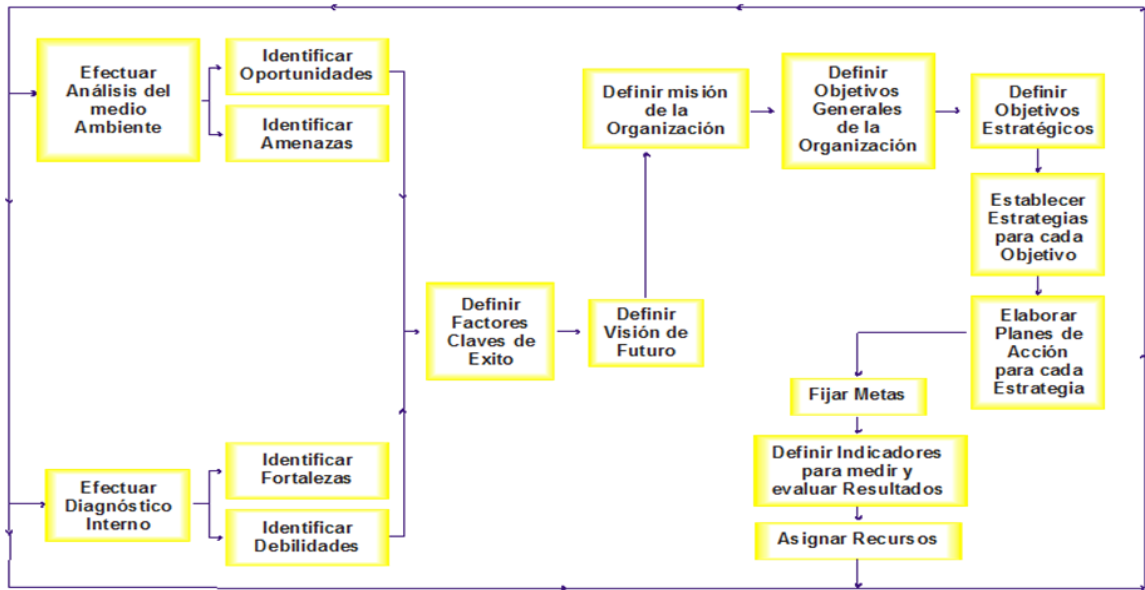 Efectuar
Análisis del
medio
Ambiente
Identificar
Oportunidades
Identificar
Amenazas
Efectuar
Diagnóstico
Interno
Identificar
Fortalezas
Identificar
Debilidades
Definir
Factores
Claves de
Exito
Definir
Visión de
Futuro
Definir misión
de la
Organización
Definir
Objetivos
Generales
de la
Organización
Definir
Objetivos
Estratégicos
Establecer
Estrategias
para cada
Objetivo
Elaborar
Planes de
Acción
para cada
Estrategia
Fijar Metas
Definir Indicadores
para medir y
evaluar Resultados
Asignar Recursos